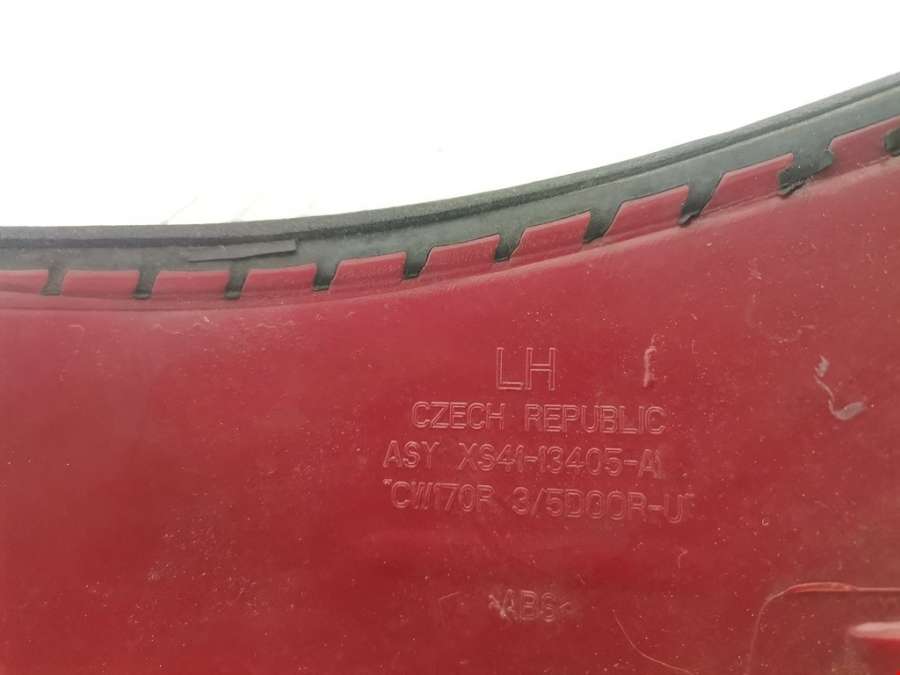 LH
CZECH REPUBLIC
ASY XS41-13405-A
"CW170R 3/5DOOR-U"
>ABS<